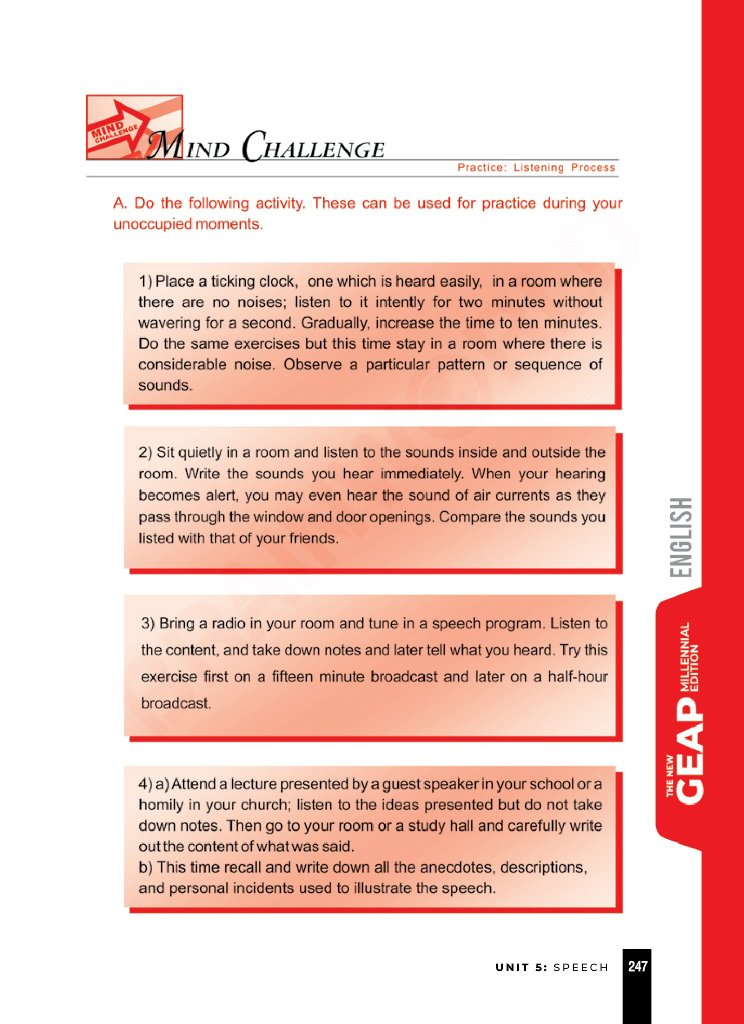 MIND
CHALLENGE
MIND CHALLENGE
Practice: Listening Process
A. Do the following activity. These can be used for practice during your
unoccupied moments.
1) Place a ticking clock, one which is heard easily, in a room where
there are no noises; listen to it intently for two minutes without
wavering for a second. Gradually, increase the time to ten minutes.
Do the same exercises but this time stay in a room where there is
considerable noise. Observe a particular pattern or sequence of
sounds.
2) Sit quietly in a room and listen to the sounds inside and outside the
room. Write the sounds you hear immediately. When your hearing
becomes alert, you may even hear the sound of air currents as they
pass through the window and door openings. Compare the sounds you
listed with that of your friends.
3) Bring a radio in your room and tune in a speech program. Listen to
the content, and take down notes and later tell what you heard. Try this
exercise first on a fifteen minute broadcast and later on a half-hour
broadcast.
4) a) Attend a lecture presented by a guest speaker in your school or a
homily in your church; listen to the ideas presented but do not take
down notes. Then go to your room or a study hall and carefully write
out the content of what was said.
b) This time recall and write down all the anecdotes, descriptions,
and personal incidents used to illustrate the speech.
ENGLISH
THE NEW
GEAP
MILLENNIAL
EDITION
UNIT 5: SPEECH
247